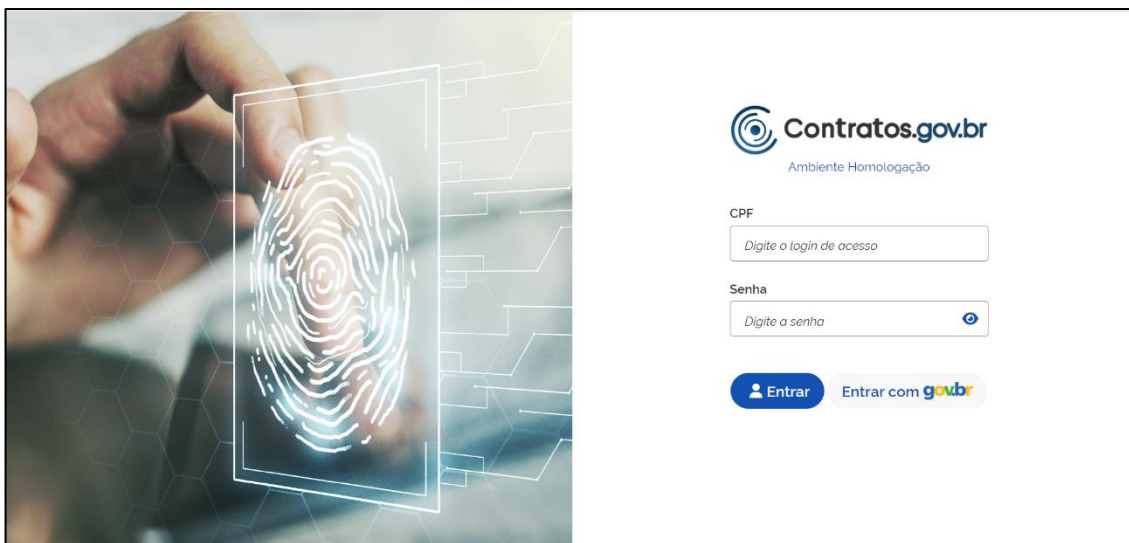 Contratos.gov.br
Ambiente Homologação
CPF
Digite o login de acesso
Senha
Digite a senha
Entrar
Entrar com gov.br